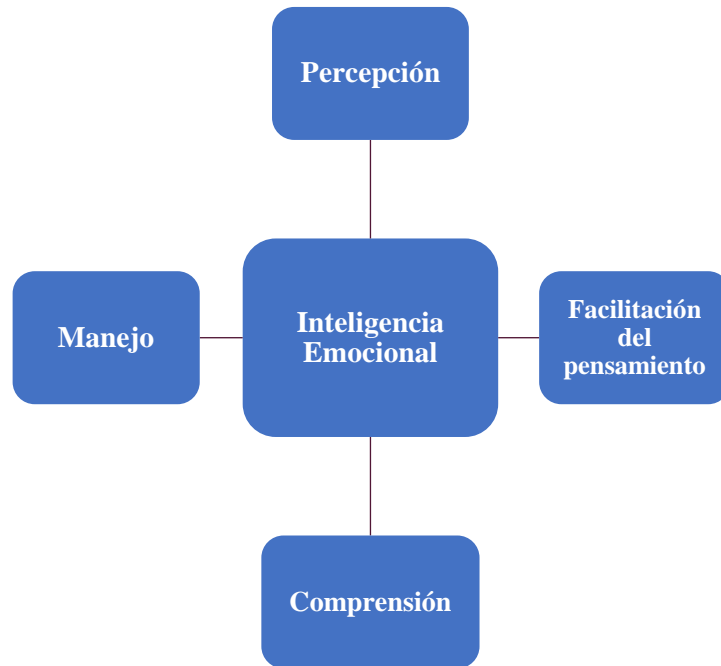 Percepción
Manejo
Inteligencia
Emocional
Facilitación
del
pensamiento
Comprensión